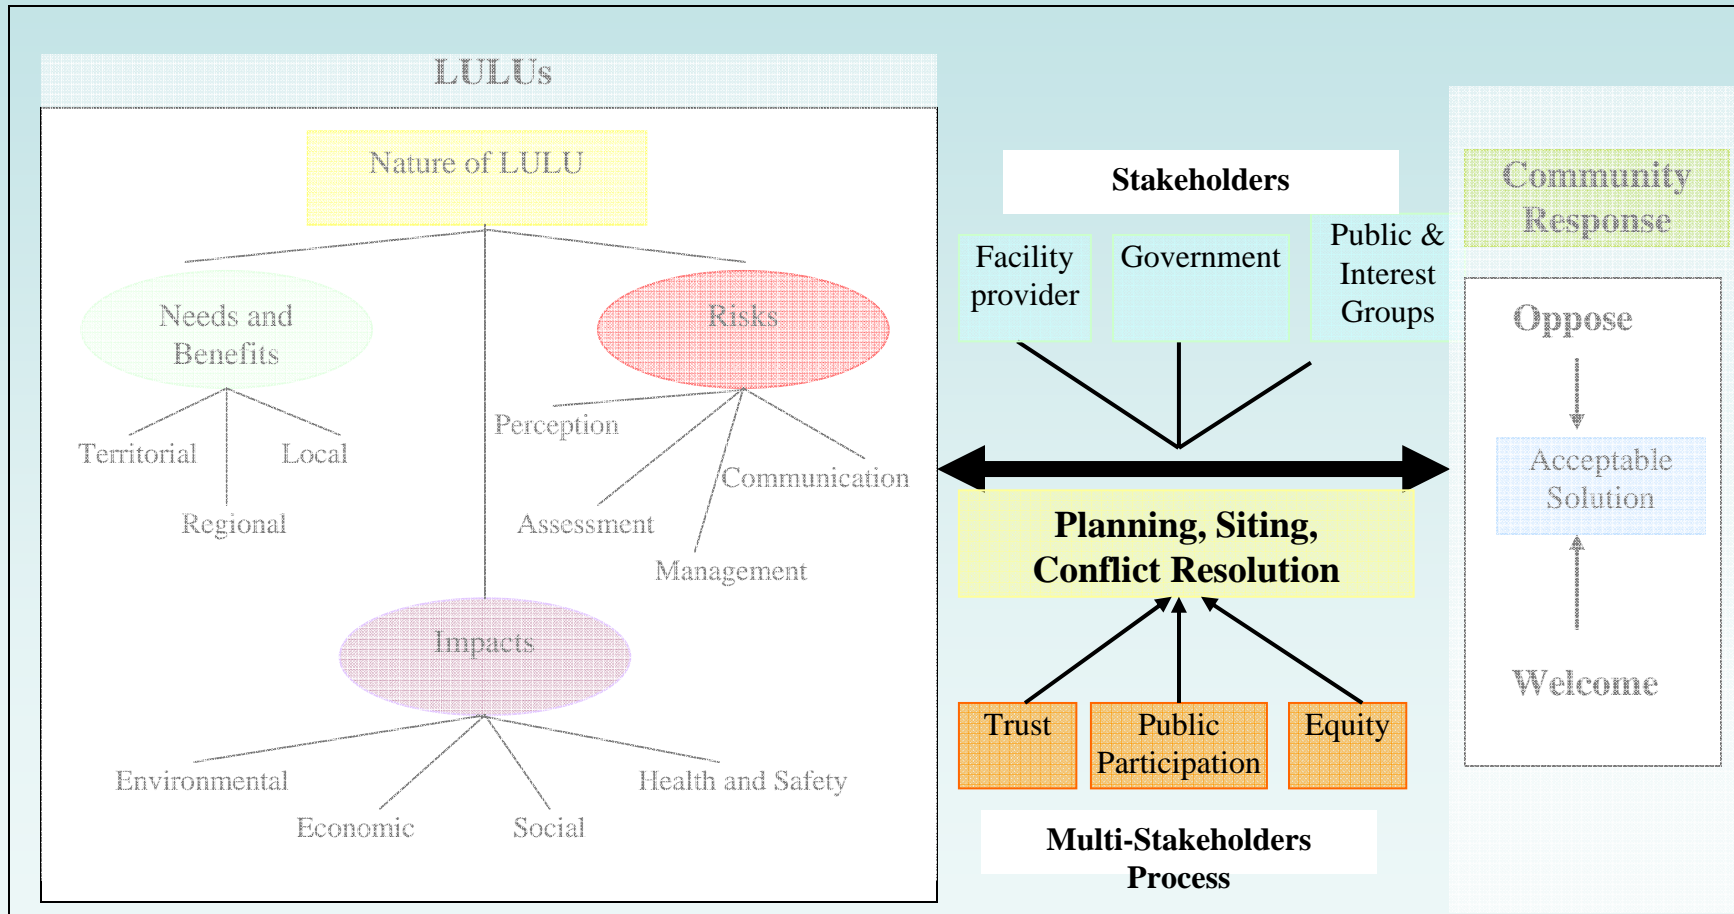 LULUs
Nature of LULU
Needs and
Benefits
Risks
Territorial
Local
Regional
Perception
Communication
Assessment
Management
Impacts
Environmental
Health and Safety
Economic
Social
Stakeholders
Facility
provider
Government
Public &
Interest
Groups
Planning, Siting,
Conflict Resolution
Trust
Public
Participation
Equity
Multi-Stakeholders
Process
Community
Response
Oppose
Acceptable
Solution
Welcome